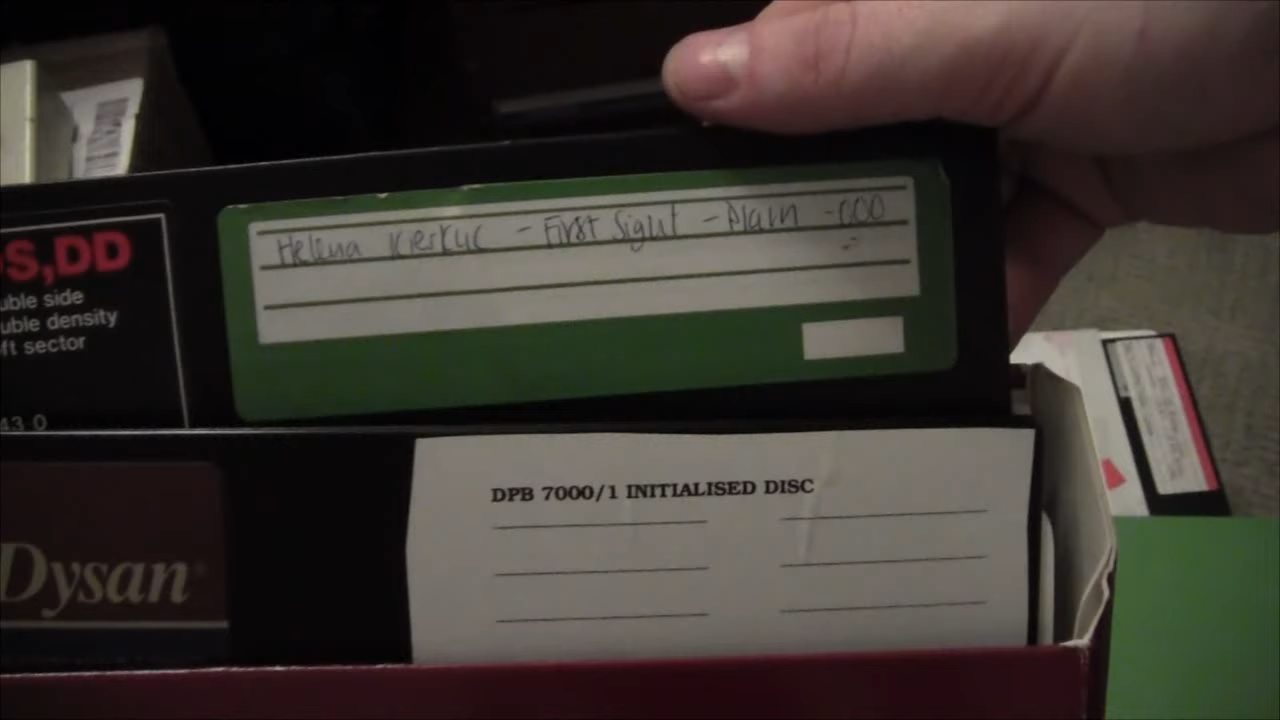 Helena Kierkuc - First Sight - Plain -000
S,DD
uble side
uble density
ft sector
43 0
DPB 7000/1 INITIALISED DISC
Dysan